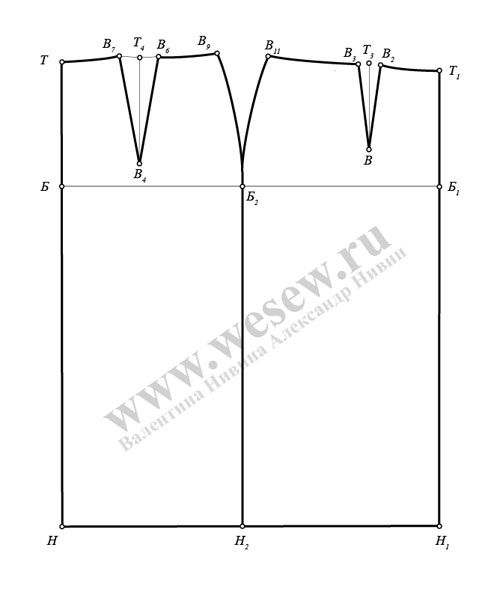 В7 Т4 В6 В9 В11 В3 Т3 В2
Т Т1
В4 В
Б Б2 Б1
www.wesew.ru
Валентина Нивина Александр Нивин
Н Н2 Н1